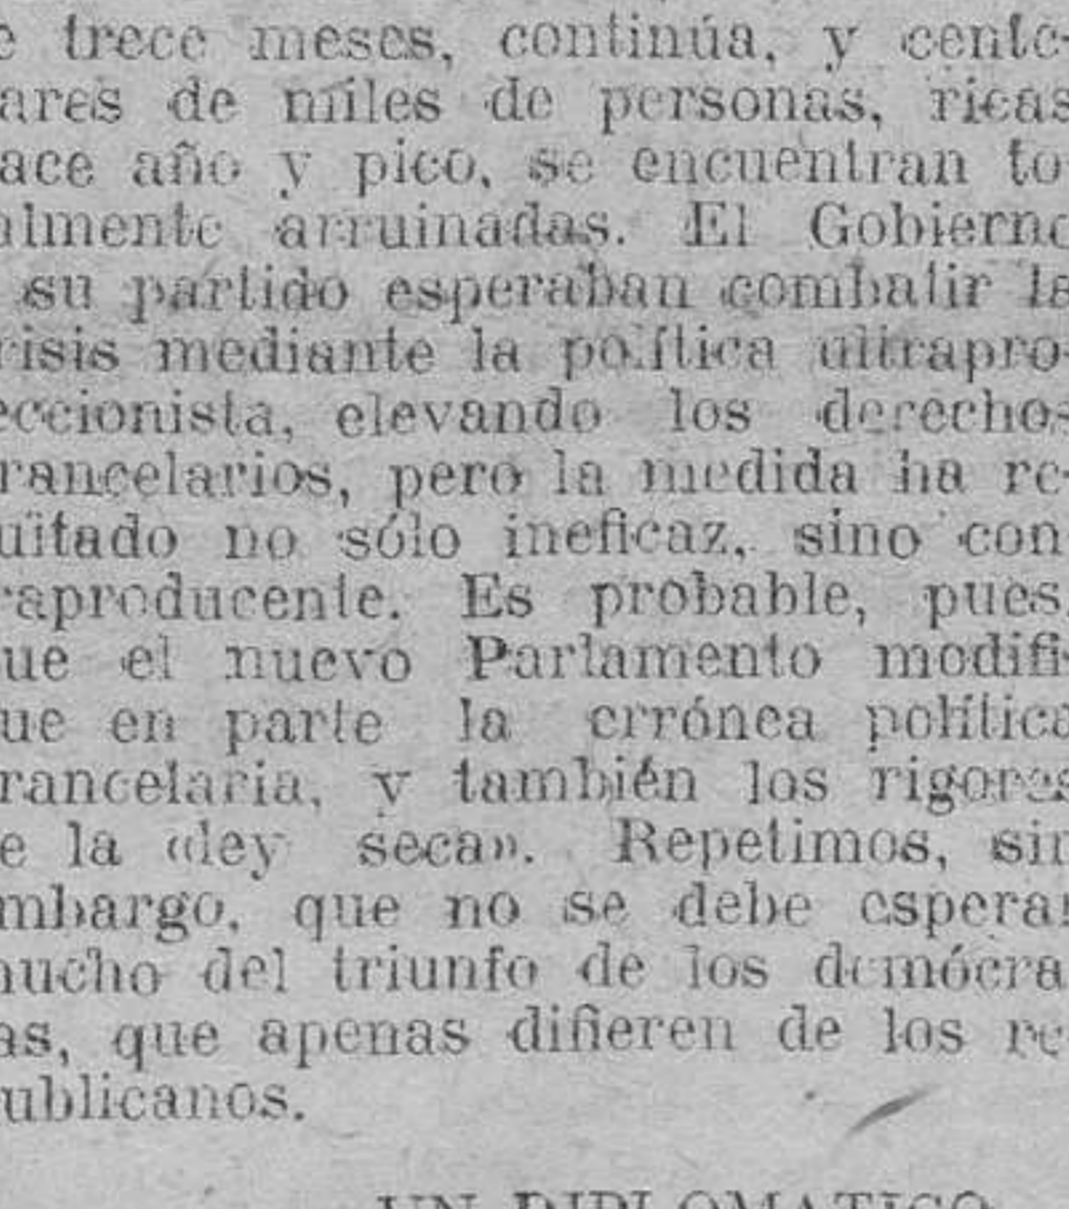 e trece meses, continúa, y cente-
ares de miles de personas, ricas
ace año y pico, se encuentran to-
almente arruinadas. El Gobierno
su partido esperaban combatir la
risis mediante la política ultrapro-
eccionista, elevando los derechos
rancelarios, pero la medida ha re-
ultado no sólo ineficaz, sino con-
raproducente. Es probable, pues,
ue el nuevo Parlamento modifi-
ue en parte la errónea política
rancelaria, y también los rigores
e la «ley seca». Repetimos, sin
mbargo, que no se debe esperar
mucho del triunfo de los demócra-
as, que apenas difieren de los re-
ublicanos.
UN DIPLOMATICO